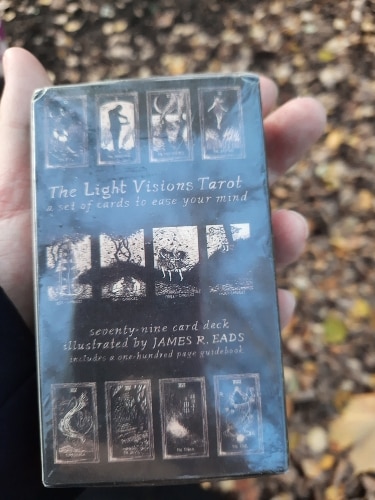 The Light Visions Tarot
a set of cards to ease your mind
seventy-nine card deck
illustrated by JAMES R. EADS
includes a one-hundred page guidebook